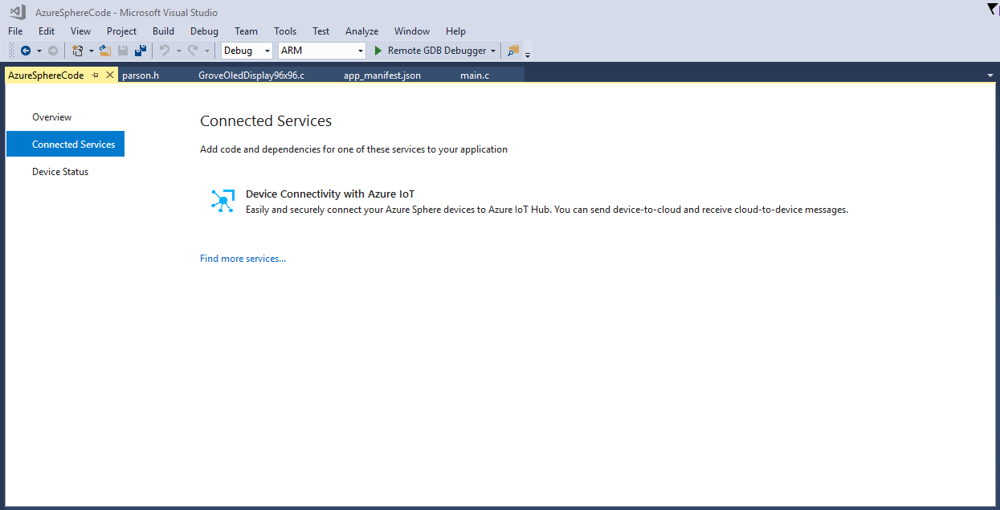 AzureSphereCode - Microsoft Visual Studio
File Edit View Project Build Debug Team Tools Test Analyze Window Help
Debug ARM Remote GDB Debugger
AzureSphereCode parson.h GroveOledDisplay96x96.c app_manifest.json main.c
Overview
Connected Services
Device Status
Connected Services
Add code and dependencies for one of these services to your application
Device Connectivity with Azure IoT
Easily and securely connect your Azure Sphere devices to Azure IoT Hub. You can send device-to-cloud and receive cloud-to-device messages.
Find more services...